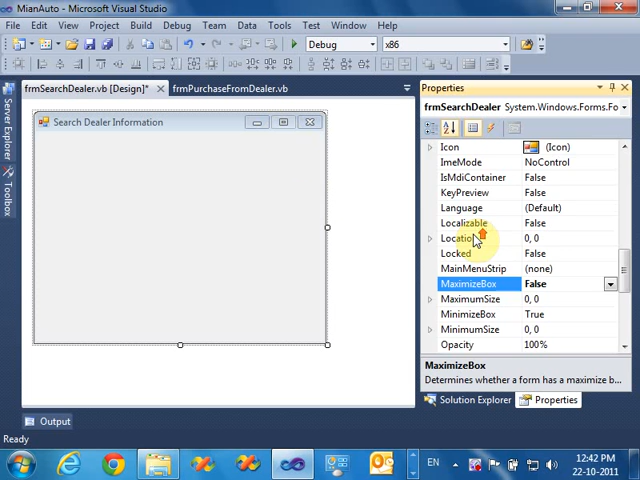 MianAuto - Microsoft Visual Studio
File Edit View Project Build Debug Team Data Tools Test Window Help
Debug x86
frmSearchDealer.vb [Design]* frmPurchaseFromDealer.vb
Properties
frmSearchDealer System.Windows.Forms.Fo
Server Explorer
Toolbox
Search Dealer Information
Icon (Icon)
ImeMode NoControl
IsMdiContainer False
KeyPreview False
Language (Default)
Localizable False
Location 0, 0
Locked False
MainMenuStrip (none)
MaximizeBox False
MaximumSize 0, 0
MinimizeBox True
MinimumSize 0, 0
Opacity 100%
MaximizeBox
Determines whether a form has a maximize b...
Solution Explorer Properties
Output
Ready
EN
12:42 PM
22-10-2011